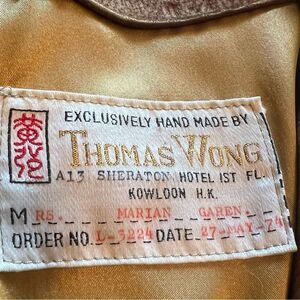 EXCLUSIVELY HAND MADE BY
THOMAS WONG
A13 SHERATON HOTEL IST FL.
KOWLOON H.K.
MRS. MARIAN GAREN.
ORDER NO. L-3224 DATE 27-MAY-74